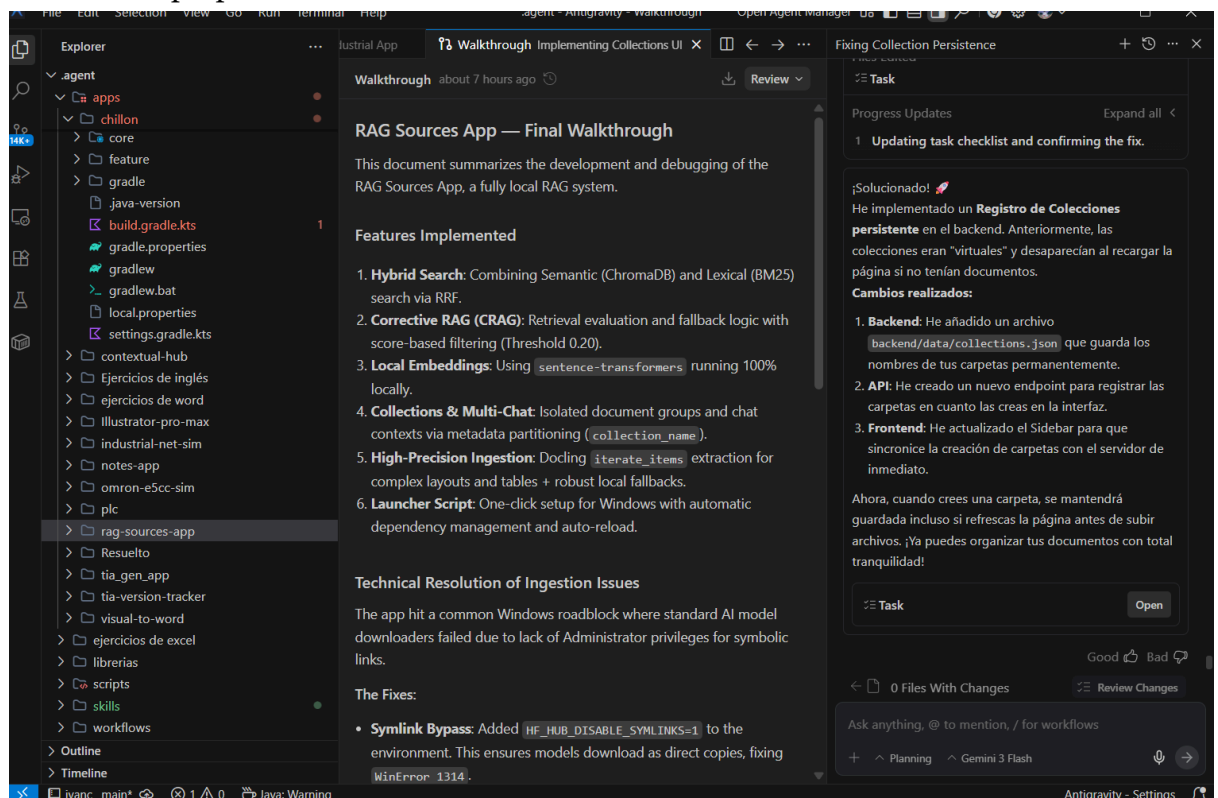 File Edit Selection View Go Run Terminal Help
.agent - Antigravity - Walkthrough
Open Agent Manager
Explorer
.agent
apps
chillon
core
feature
gradle
.java-version
build.gradle.kts 1
gradle.properties
gradlew
gradlew.bat
local.properties
settings.gradle.kts
contextual-hub
Ejercicios de inglés
ejercicios de word
Illustrator-pro-max
industrial-net-sim
notes-app
omron-e5cc-sim
plc
rag-sources-app
Resuelto
tia_gen_app
tia-version-tracker
visual-to-word
ejercicios de excel
librerias
scripts
skills
workflows
Outline
Timeline
14K+
dustrial App
Walkthrough Implementing Collections UI
Walkthrough about 7 hours ago
Review
RAG Sources App — Final Walkthrough
This document summarizes the development and debugging of the
RAG Sources App, a fully local RAG system.
Features Implemented
1. Hybrid Search: Combining Semantic (ChromaDB) and Lexical (BM25)
search via RRF.
2. Corrective RAG (CRAG): Retrieval evaluation and fallback logic with
score-based filtering (Threshold 0.20).
3. Local Embeddings: Using sentence-transformers running 100%
locally.
4. Collections & Multi-Chat: Isolated document groups and chat
contexts via metadata partitioning (collection_name).
5. High-Precision Ingestion: Docling iterate_items extraction for
complex layouts and tables + robust local fallbacks.
6. Launcher Script: One-click setup for Windows with automatic
dependency management and auto-reload.
Technical Resolution of Ingestion Issues
The app hit a common Windows roadblock where standard AI model
downloaders failed due to lack of Administrator privileges for symbolic
links.
The Fixes:
• Symlink Bypass: Added HF_HUB_DISABLE_SYMLINKS=1 to the
environment. This ensures models download as direct copies, fixing
WinError 1314.
Fixing Collection Persistence
Files Edited
Task
Progress Updates Expand all
1 Updating task checklist and confirming the fix.
¡Solucionado! 🚀
He implementado un Registro de Colecciones
persistente en el backend. Anteriormente, las
colecciones eran "virtuales" y desaparecían al recargar la
página si no tenían documentos.
Cambios realizados:
1. Backend: He añadido un archivo
backend/data/collections.json que guarda los
nombres de tus carpetas permanentemente.
2. API: He creado un nuevo endpoint para registrar las
carpetas en cuanto las creas en la interfaz.
3. Frontend: He actualizado el Sidebar para que
sincronice la creación de carpetas con el servidor de
inmediato.
Ahora, cuando crees una carpeta, se mantendrá
guardada incluso si refrescas la página antes de subir
archivos. ¡Ya puedes organizar tus documentos con total
tranquilidad!
Task Open
Good Bad
0 Files With Changes Review Changes
Ask anything, @ to mention, / for workflows
Planning Gemini 3 Flash
ivanc main* 1 0 Java: Warning
Antigravity - Settings